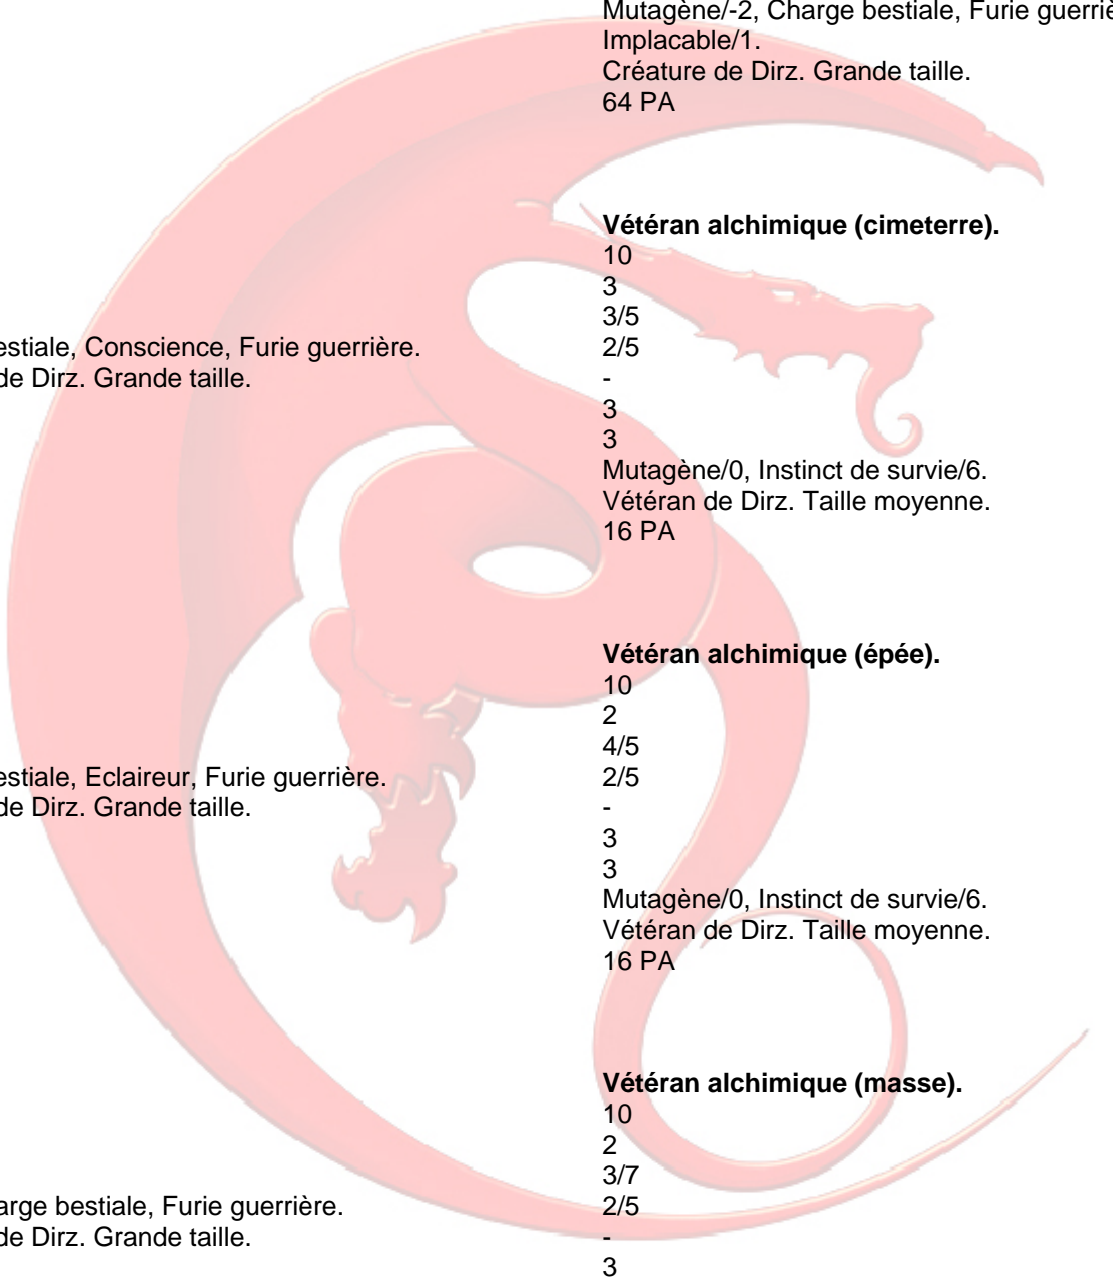 estiale, Conscience, Furie guerrière.
de Dirz. Grande taille.
estiale, Eclaireur, Furie guerrière.
de Dirz. Grande taille.
arge bestiale, Furie guerrière.
de Dirz. Grande taille.
Mutagène/-2, Charge bestiale, Furie guerriè
Implacable/1.
Créature de Dirz. Grande taille.
64 PA
Vétéran alchimique (cimeterre).
10
3
3/5
2/5
-
3
3
Mutagène/0, Instinct de survie/6.
Vétéran de Dirz. Taille moyenne.
16 PA
Vétéran alchimique (épée).
10
2
4/5
2/5
-
3
3
Mutagène/0, Instinct de survie/6.
Vétéran de Dirz. Taille moyenne.
16 PA
Vétéran alchimique (masse).
10
2
3/7
2/5
-
3